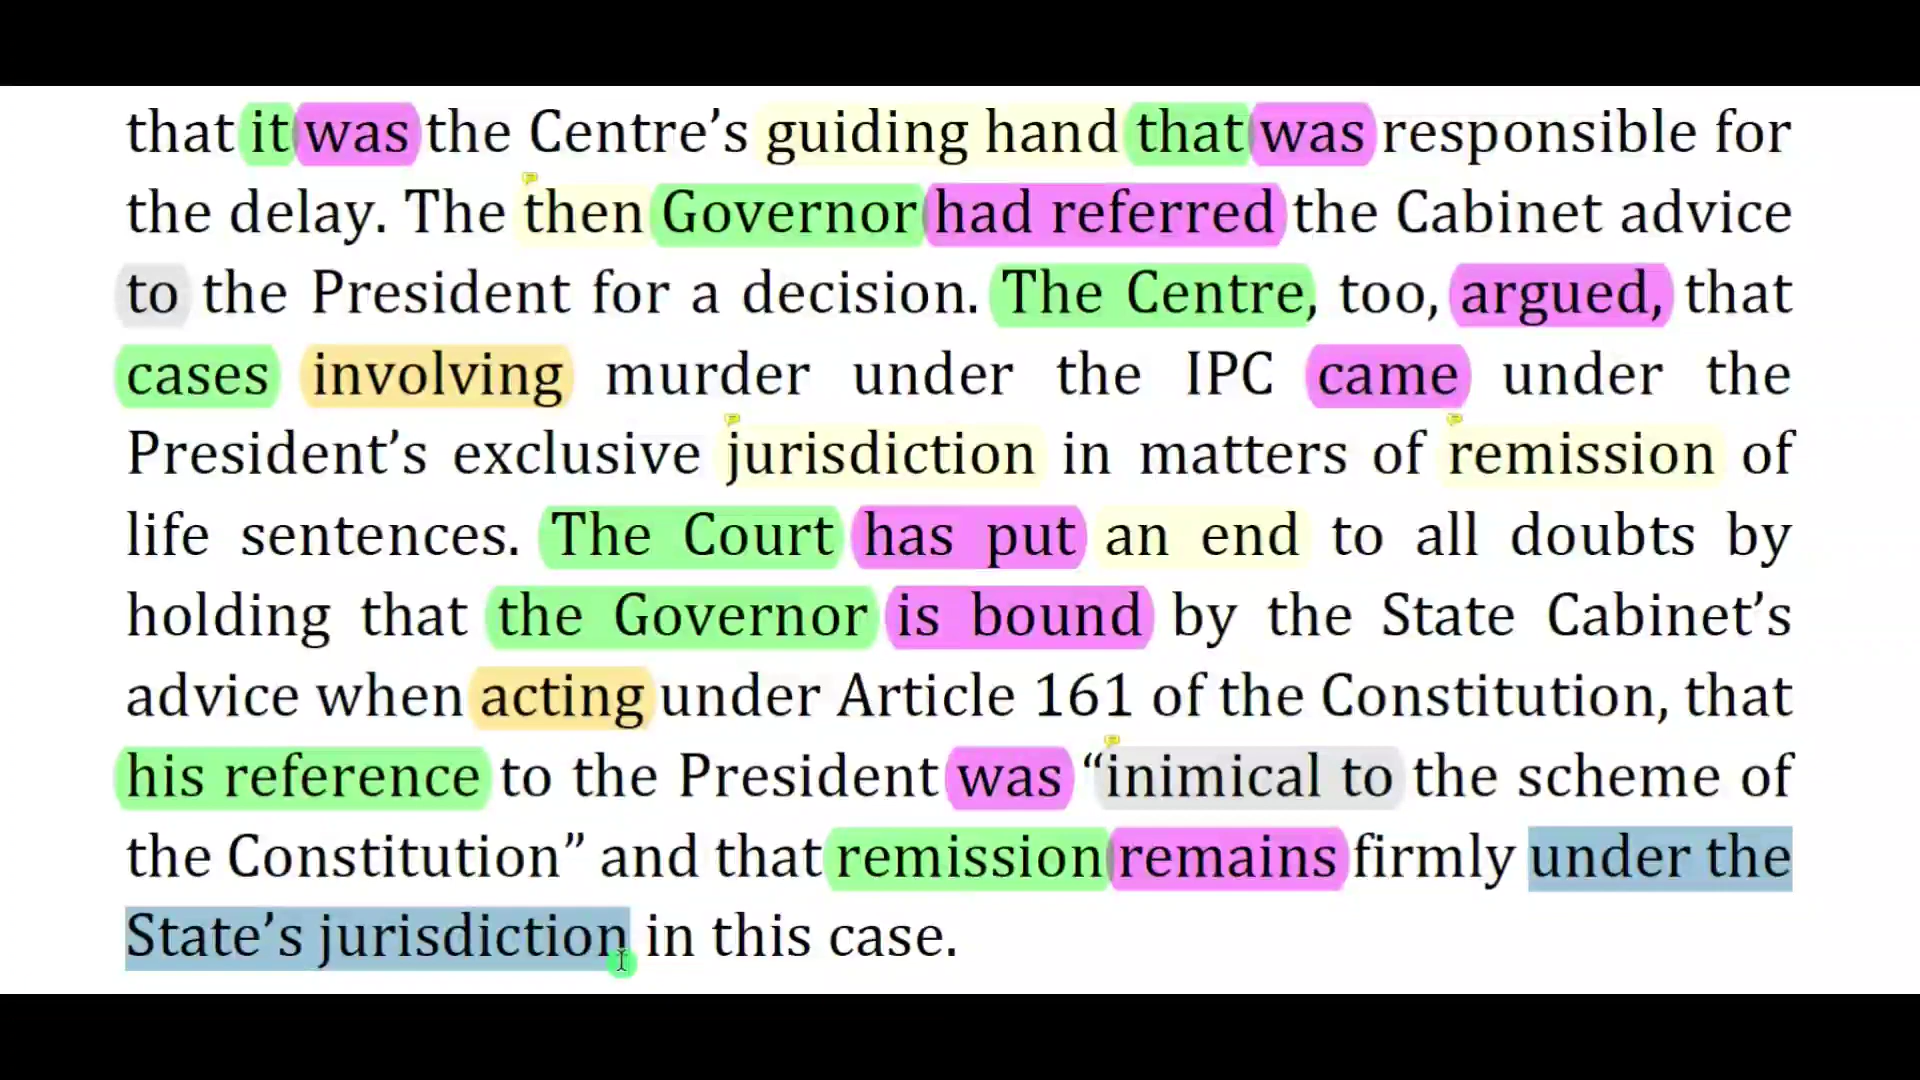 that it was the Centre’s guiding hand that was responsible for
the delay. The then Governor had referred the Cabinet advice
to the President for a decision. The Centre, too, argued, that
cases involving murder under the IPC came under the
President’s exclusive jurisdiction in matters of remission of
life sentences. The Court has put an end to all doubts by
holding that the Governor is bound by the State Cabinet’s
advice when acting under Article 161 of the Constitution, that
his reference to the President was “inimical to the scheme of
the Constitution” and that remission remains firmly under the
State’s jurisdiction in this case.